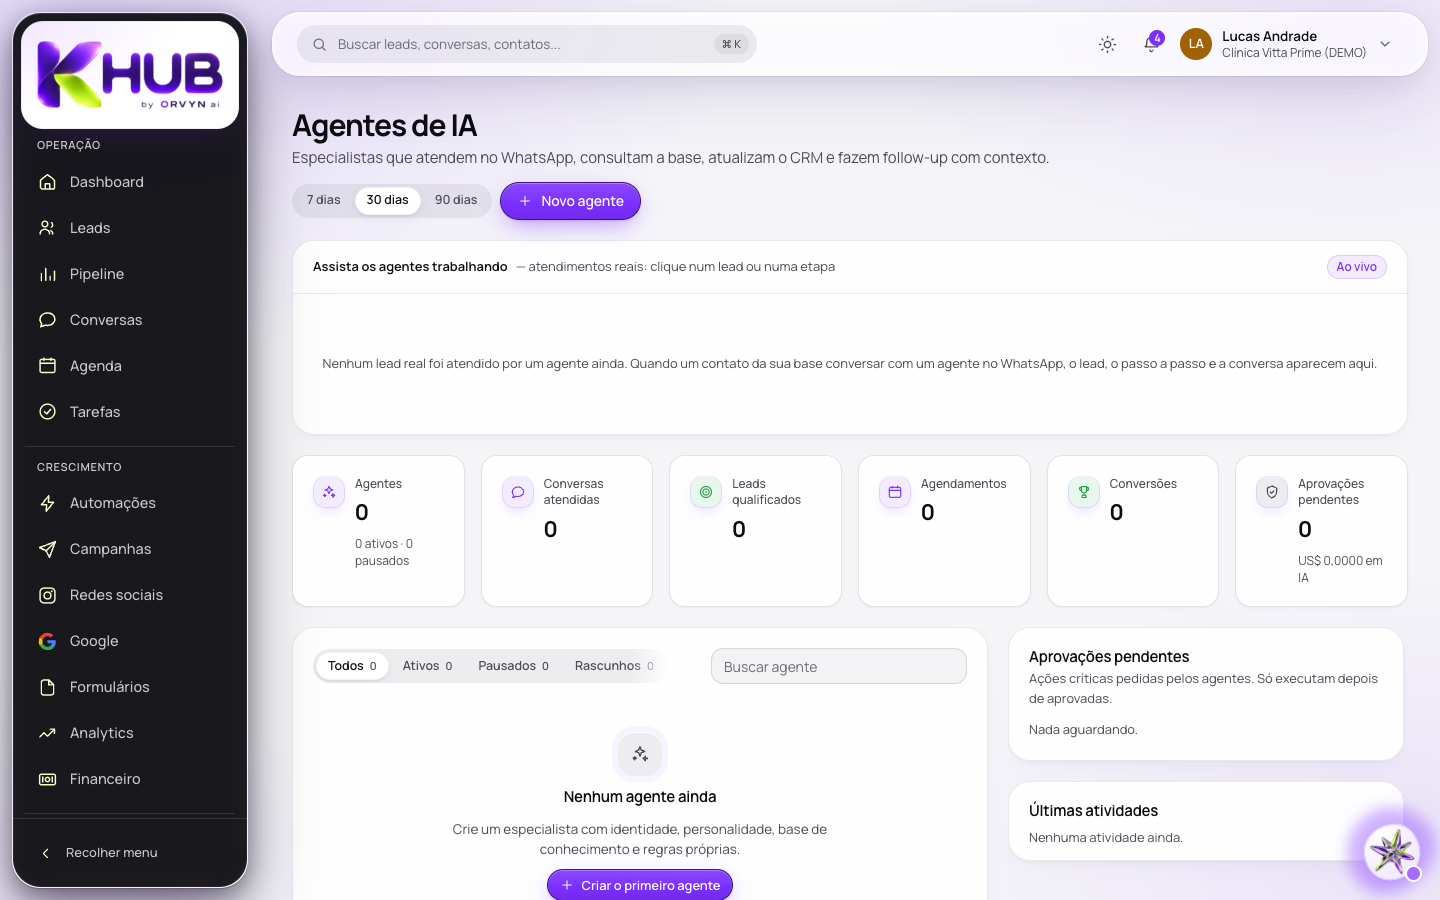 KHUB
by ORVYN ai
OPERAÇÃO
Dashboard
Leads
Pipeline
Conversas
Agenda
Tarefas
CRESCIMENTO
Automações
Campanhas
Redes sociais
Google
Formulários
Analytics
Financeiro
Recolher menu
Buscar leads, conversas, contatos...
⌘ K
4
LA
Lucas Andrade
Clínica Vitta Prime (DEMO)
Agentes de IA
Especialistas que atendem no WhatsApp, consultam a base, atualizam o CRM e fazem follow-up com contexto.
7 dias 30 dias 90 dias + Novo agente
Assista os agentes trabalhando — atendimentos reais: clique num lead ou numa etapa
Ao vivo
Nenhum lead real foi atendido por um agente ainda. Quando um contato da sua base conversar com um agente no WhatsApp, o lead, o passo a passo e a conversa aparecem aqui.
Agentes
0
0 ativos · 0
pausados
Conversas
atendidas
0
Leads
qualificados
0
Agendamentos
0
Conversões
0
Aprovações
pendentes
0
US$ 0,0000 em
IA
Todos 0 Ativos 0 Pausados 0 Rascunhos 0
Buscar agente
Nenhum agente ainda
Crie um especialista com identidade, personalidade, base de
conhecimento e regras próprias.
+ Criar o primeiro agente
Aprovações pendentes
Ações críticas pedidas pelos agentes. Só executam depois
de aprovadas.
Nada aguardando.
Últimas atividades
Nenhuma atividade ainda.